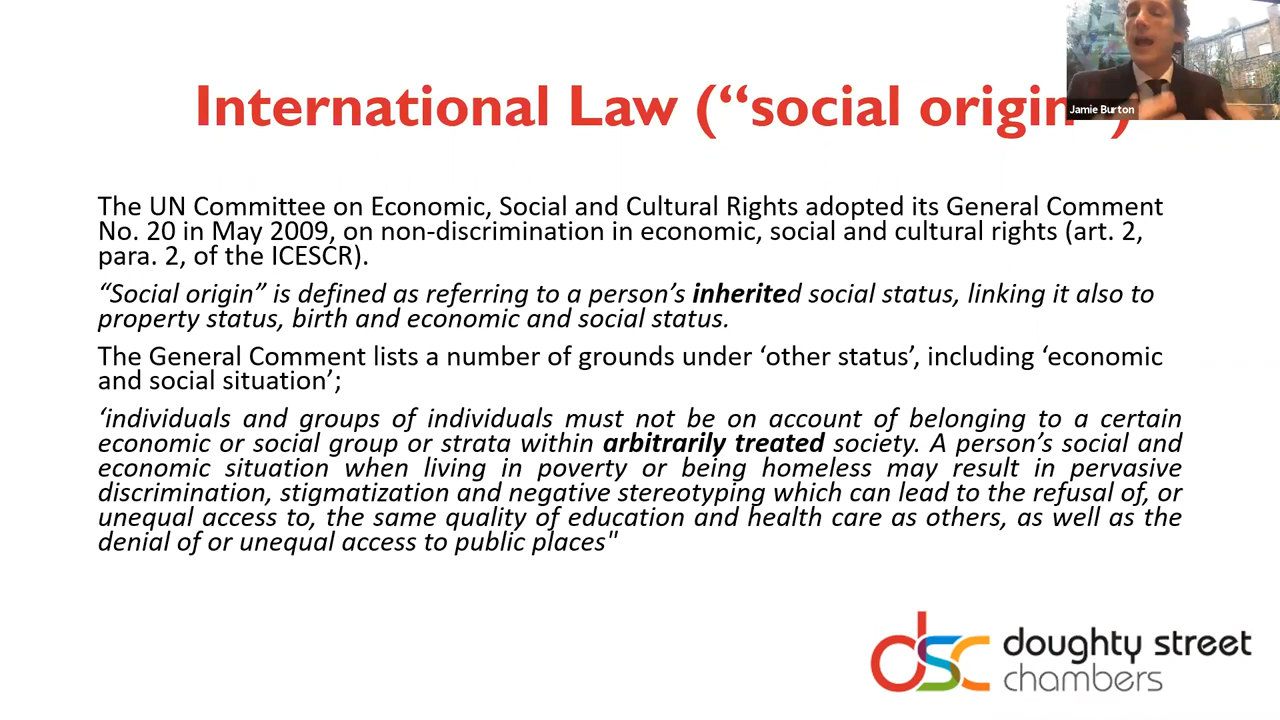 International Law (“social origin”)
Jamie Burton
The UN Committee on Economic, Social and Cultural Rights adopted its General Comment
No. 20 in May 2009, on non-discrimination in economic, social and cultural rights (art. 2,
para. 2, of the ICESCR).
“Social origin” is defined as referring to a person’s inherited social status, linking it also to
property status, birth and economic and social status.
The General Comment lists a number of grounds under ‘other status’, including ‘economic
and social situation’;
‘individuals and groups of individuals must not be on account of belonging to a certain
economic or social group or strata within arbitrarily treated society. A person’s social and
economic situation when living in poverty or being homeless may result in pervasive
discrimination, stigmatization and negative stereotyping which can lead to the refusal of, or
unequal access to, the same quality of education and health care as others, as well as the
denial of or unequal access to public places"
dsc doughty street
chambers